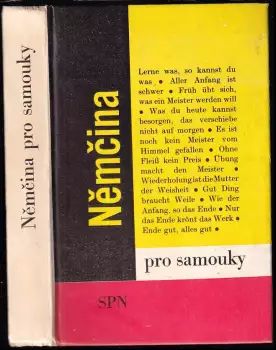 Němčina pro samouky
Němčina
Lerne was, so kannst du
was ● Aller Anfang ist
schwer ● Früh übt sich,
was ein Meister werden will
● Was du heute kannst
besorgen, das verschiebe
nicht auf morgen ● Es ist
noch kein Meister vom
Himmel gefallen ● Ohne
Fleiß kein Preis ● Übung
macht den Meister ●
Wiederholung ist die Mutter
der Weisheit ● Gut Ding
braucht Weile ● Wie der
Anfang, so das Ende ● Nur
das Ende krönt das Werk ●
Ende gut, alles gut ●
pro samouky
SPN